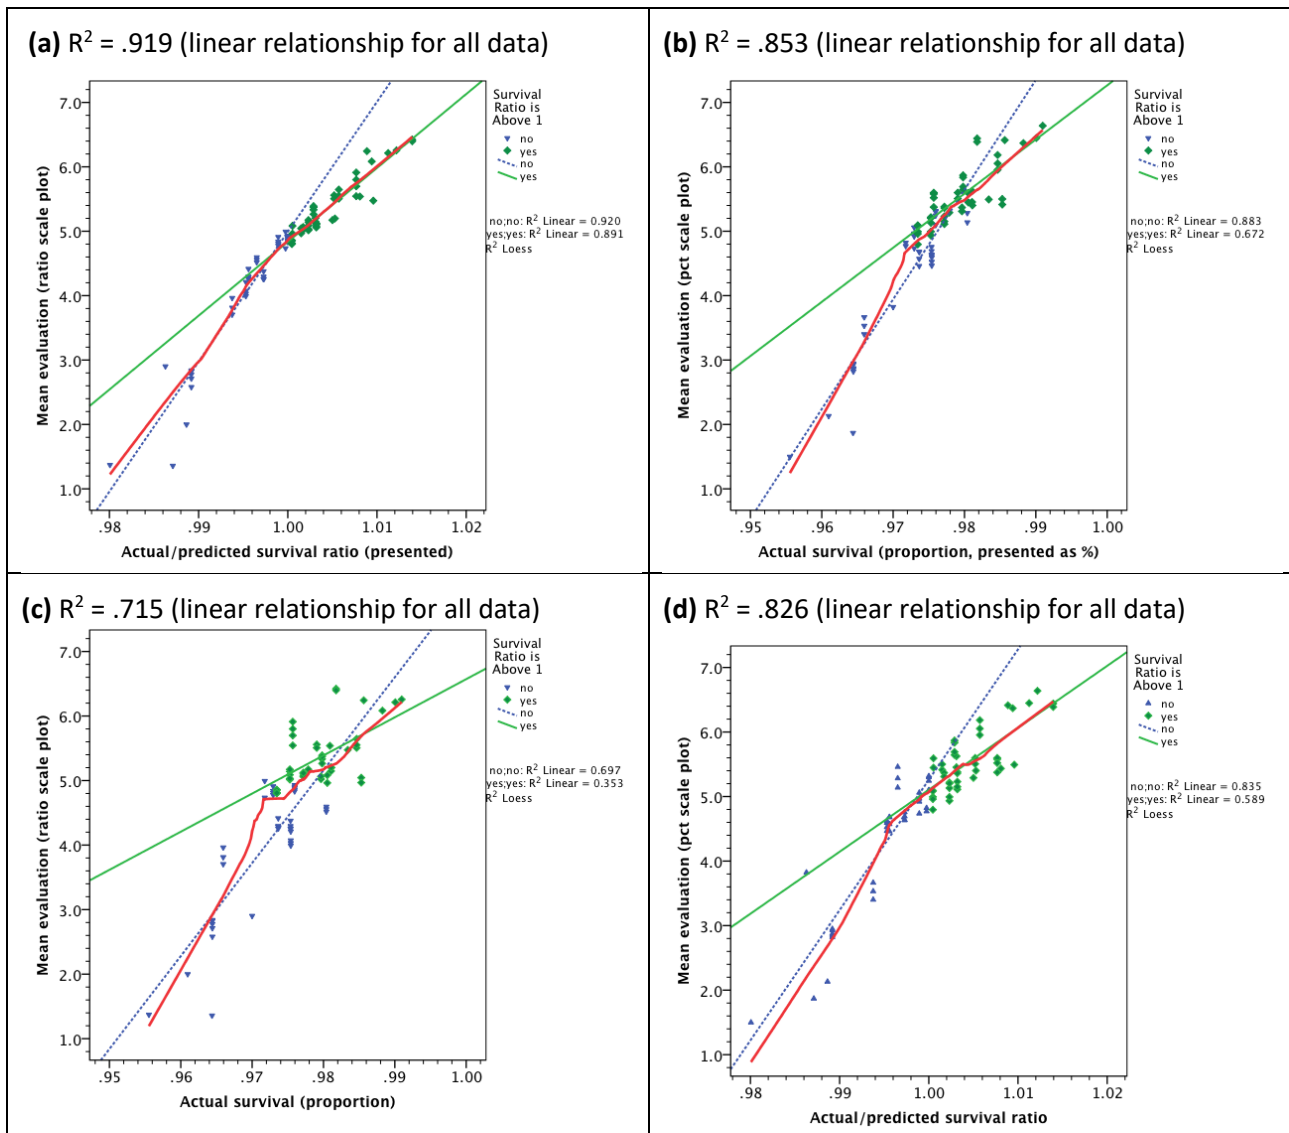 (a) R² = .919 (linear relationship for all data)
Mean evaluation (ratio scale plot)
7.0
6.0
5.0
4.0
3.0
2.0
1.0
.98
.99
1.00
1.01
1.02
Actual/predicted survival ratio (presented)
Survival
Ratio is
Above 1
no
yes
no
yes
no;no: R² Linear = 0.920
yes;yes: R² Linear = 0.891
R² Loess
(b) R² = .853 (linear relationship for all data)
Mean evaluation (pct scale plot)
7.0
6.0
5.0
4.0
3.0
2.0
1.0
.95
.96
.97
.98
.99
1.00
Actual survival (proportion, presented as %)
Survival
Ratio is
Above 1
no
yes
no
yes
no;no: R² Linear = 0.883
yes;yes: R² Linear = 0.672
R² Loess
(c) R² = .715 (linear relationship for all data)
Mean evaluation (ratio scale plot)
7.0
6.0
5.0
4.0
3.0
2.0
1.0
.95
.96
.97
.98
.99
1.00
Actual survival (proportion)
Survival
Ratio is
Above 1
no
yes
no
yes
no;no: R² Linear = 0.697
yes;yes: R² Linear = 0.353
R² Loess
(d) R² = .826 (linear relationship for all data)
Mean evaluation (pct scale plot)
7.0
6.0
5.0
4.0
3.0
2.0
1.0
.98
.99
1.00
1.01
1.02
Actual/predicted survival ratio
Survival
Ratio is
Above 1
no
yes
no
yes
no;no: R² Linear = 0.835
yes;yes: R² Linear = 0.589
R² Loess